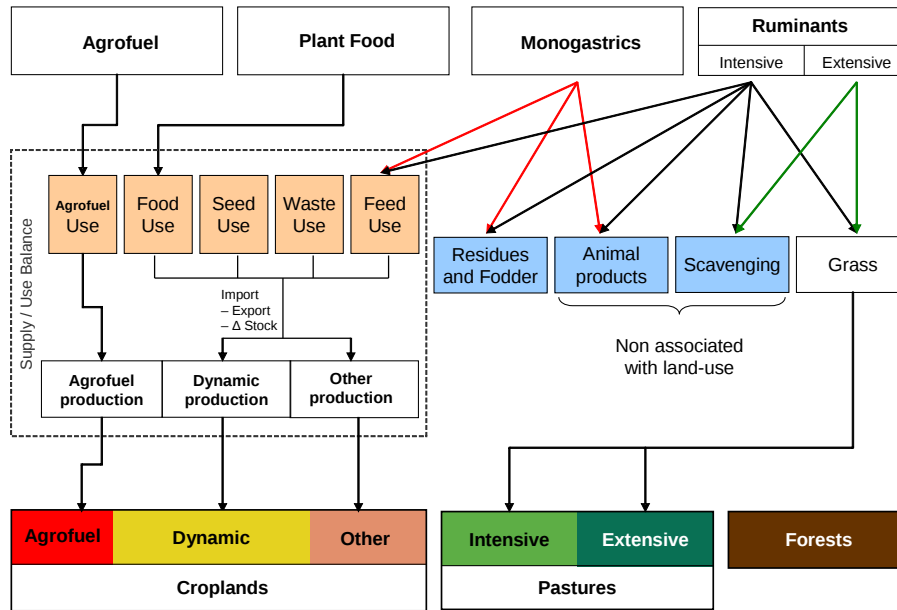 Agrofuel
Plant Food
Monogastrics
Ruminants
Intensive
Extensive
Supply / Use Balance
Agrofuel
Use
Food
Use
Seed
Use
Waste
Use
Feed
Use
Residues
and Fodder
Animal
products
Scavenging
Grass
Import
– Export
– Δ Stock
Non associated
with land-use
Agrofuel
production
Dynamic
production
Other
production
Agrofuel
Dynamic
Other
Croplands
Intensive
Extensive
Pastures
Forests